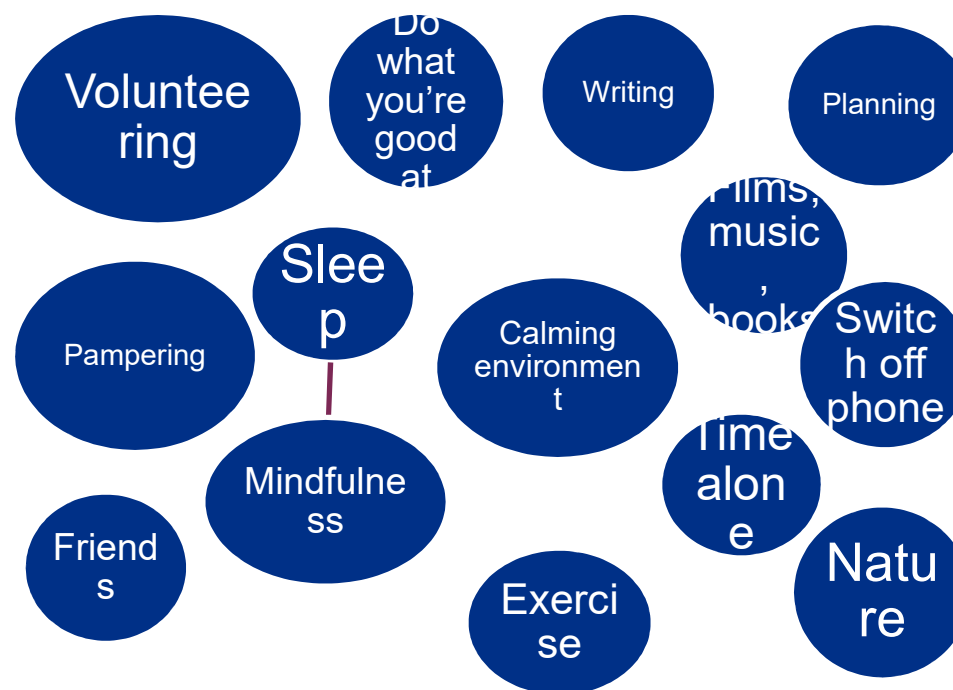 Voluntee
ring
Do
what
you're
good
at
Writing
Planning
Films,
music
,
books
Slee
p
Pampering
Calming
environmen
t
Switc
h off
phone
Time
alon
e
Mindfulne
ss
Friend
s
Exerci
se
Natu
re